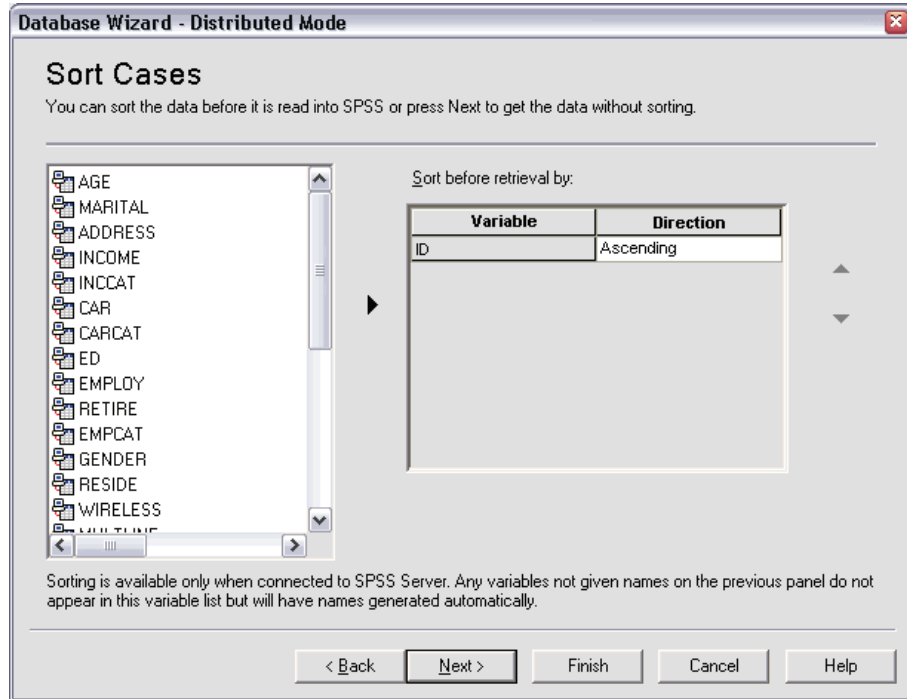 Database Wizard - Distributed Mode
Sort Cases
You can sort the data before it is read into SPSS or press Next to get the data without sorting.
AGE
MARITAL
ADDRESS
INCOME
INCCAT
CAR
CARCAT
ED
EMPLOY
RETIRE
EMPCAT
GENDER
RESIDE
WIRELESS
Sort before retrieval by:
Variable Direction
ID Ascending
Sorting is available only when connected to SPSS Server. Any variables not given names on the previous panel do not
appear in this variable list but will have names generated automatically.
< Back Next > Finish Cancel Help